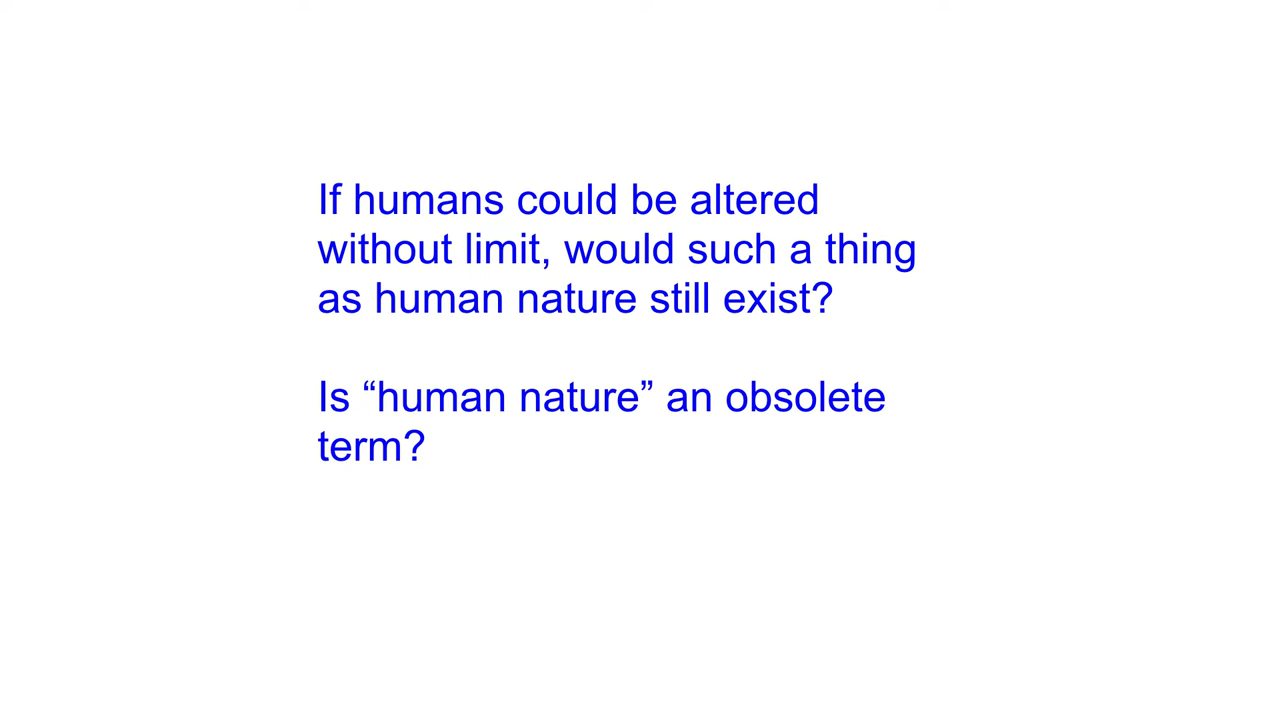 If humans could be altered
without limit, would such a thing
as human nature still exist?
Is “human nature” an obsolete
term?